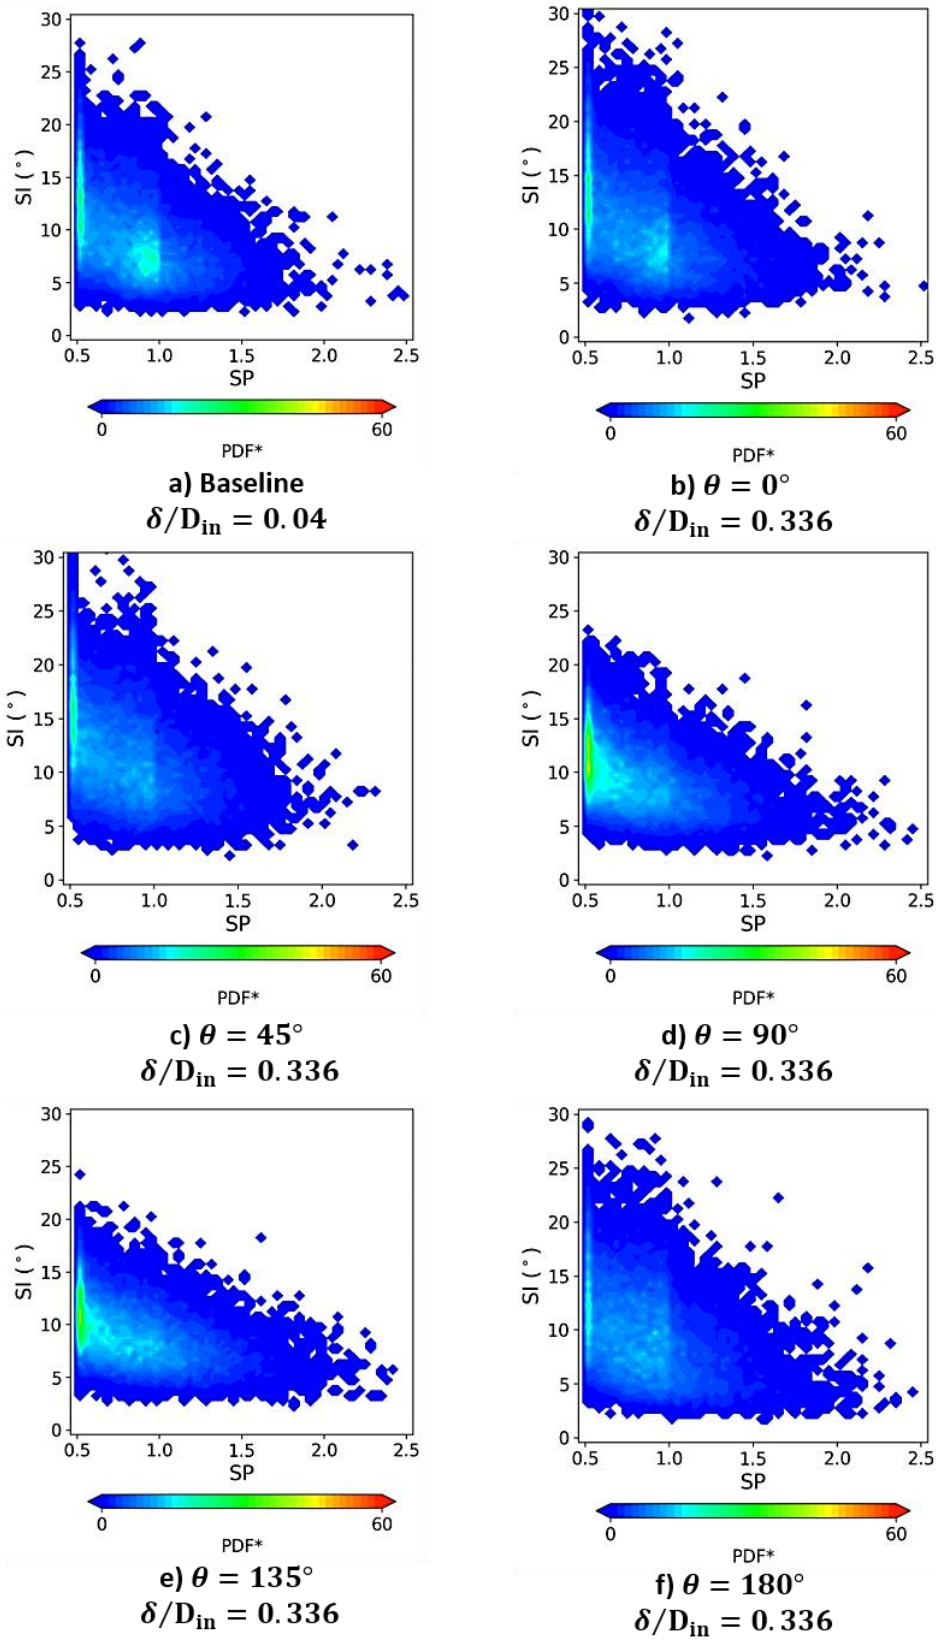 30
25
20
15
10
5
0
SI (°)
0.5 1.0 1.5 2.0 2.5
SP
0 60
PDF*
a) Baseline
δ/D_in = 0.04
30
25
20
15
10
5
0
SI (°)
0.5 1.0 1.5 2.0 2.5
SP
0 60
PDF*
b) θ = 0°
δ/D_in = 0.336
30
25
20
15
10
5
0
SI (°)
0.5 1.0 1.5 2.0 2.5
SP
0 60
PDF*
c) θ = 45°
δ/D_in = 0.336
30
25
20
15
10
5
0
SI (°)
0.5 1.0 1.5 2.0 2.5
SP
0 60
PDF*
d) θ = 90°
δ/D_in = 0.336
30
25
20
15
10
5
0
SI (°)
0.5 1.0 1.5 2.0 2.5
SP
0 60
PDF*
e) θ = 135°
δ/D_in = 0.336
30
25
20
15
10
5
0
SI (°)
0.5 1.0 1.5 2.0 2.5
SP
0 60
PDF*
f) θ = 180°
δ/D_in = 0.336